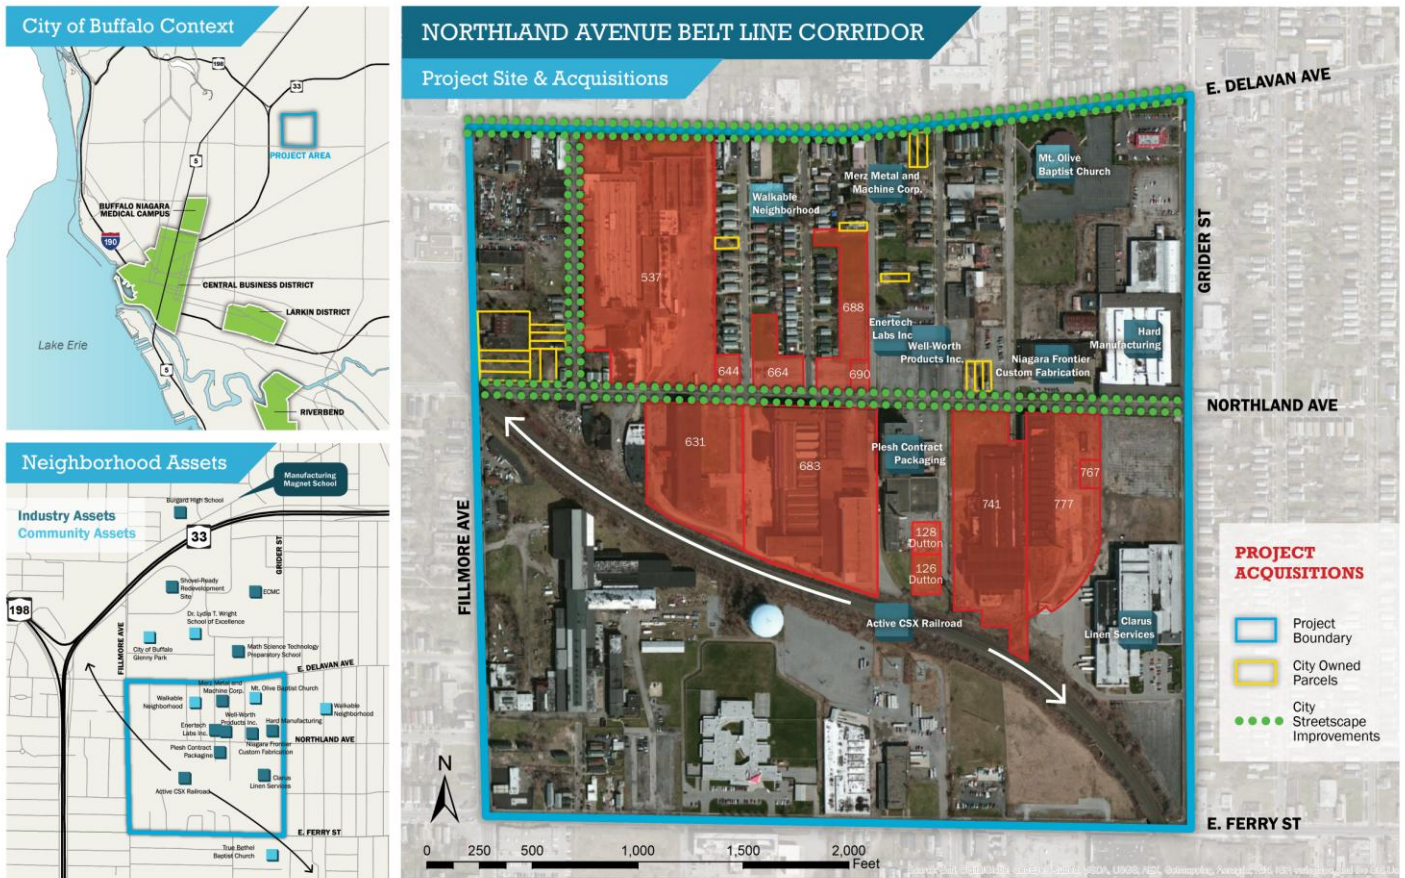 City of Buffalo Context
198
33
PROJECT AREA
5
BUFFALO NIAGARA
MEDICAL CAMPUS
190
CENTRAL BUSINESS DISTRICT
LARKIN DISTRICT
Lake Erie
5
RIVERBEND
Neighborhood Assets
Manufacturing
Magnet School
Burgard High School
Industry Assets
Community Assets
33
GRIDER ST
Shovel-Ready
Redevelopment
Site
ECMC
198
Dr. Lydia T. Wright
School of Excellence
FILLMORE AVE
City of Buffalo
Glenny Park
Math Science Technology
Preparatory School
E. DELAVAN AVE
Merz Metal and
Machine Corp.
Mt. Olive Baptist Church
Walkable
Neighborhood
Walkable
Neighborhood
Well-Worth
Products Inc.
Hard Manufacturing
Enertech
Labs Inc.
NORTHLAND AVE
Plesh Contract
Packaging
Niagara Frontier
Custom Fabrication
Clarus
Linen Services
Active CSX Railroad
E. FERRY ST
True Bethel
Baptist Church
NORTHLAND AVENUE BELT LINE CORRIDOR
Project Site & Acquisitions
E. DELAVAN AVE
Mt. Olive
Baptist Church
Merz Metal and
Machine Corp.
Walkable
Neighborhood
GRIDER ST
537
688
Enertech
Labs Inc
Well-Worth
Products Inc.
Hard
Manufacturing
Niagara Frontier
Custom Fabrication
644
664
690
NORTHLAND AVE
631
683
Plesh Contract
Packaging
767
741
777
128
Dutton
126
Dutton
FILLMORE AVE
Active CSX Railroad
Clarus
Linen Services
PROJECT
ACQUISITIONS
Project
Boundary
City Owned
Parcels
City
Streetscape
Improvements
N
E. FERRY ST
0 250 500 1,000 1,500 2,000
Feet